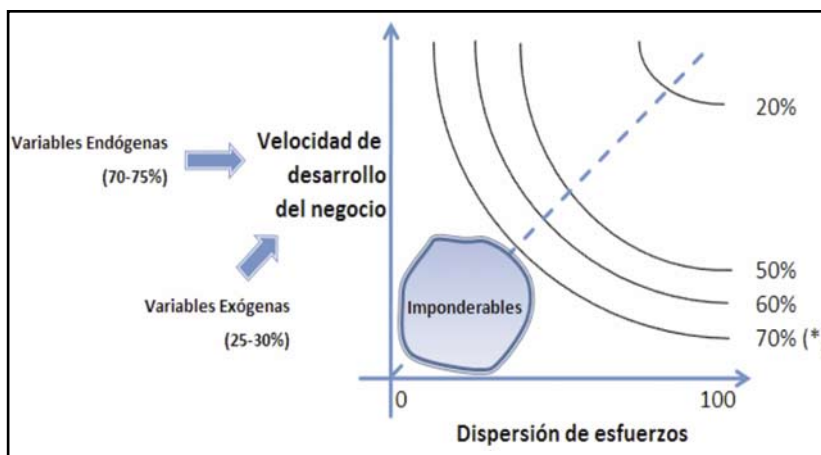 Variables Endógenas
(70-75%)
Velocidad de
desarrollo
del negocio
Variables Exógenas
(25-30%)
Imponderables
20%
50%
60%
70% (*
0
100
Dispersión de esfuerzos